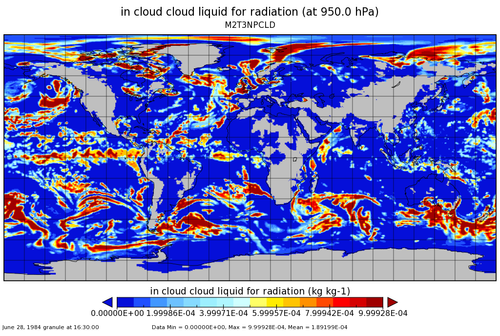 in cloud cloud liquid for radiation (at 950.0 hPa)
M2T3NPCLD
in cloud cloud liquid for radiation (kg kg-1)
0.00000E+00 1.99986E-04 3.99971E-04 5.99957E-04 7.99942E-04 9.99928E-04
June 28, 1984 granule at 16:30:00 Data Min = 0.00000E+00, Max = 9.99928E-04, Mean = 1.89199E-04